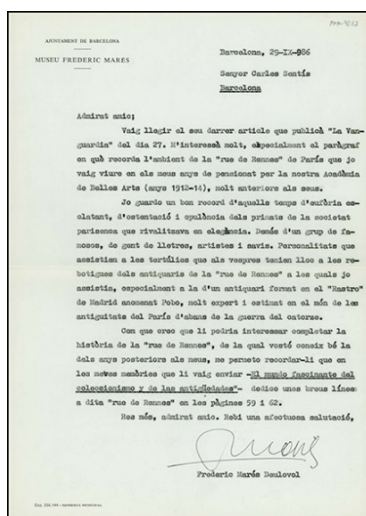 AJUNTAMENT DE BARCELONA
MUSEU FREDERIC MARÈS
Barcelona, 29-IX-986
Senyor Carles Sentís
Barcelona
Admirat amic;
Vaig llegir el seu darrer article que publicà "La Van-
guardia" del dia 27. M'interessà molt, especialment el paràgraf
en què recorda l'ambient de la "rue de Rennes" de París que jo
vaig viure en els meus anys de pensionat per la nostra Acadèmia
de Belles Arts (anys 1912-14), molt anteriors als seus.
Jo guardo un bon record d'aquells temps d'eufòria es-
clatant, d'ostentació i opulència dels primats de la societat
parisenca que rivalitzava en elegància. Demés d'un grup de fa-
mosos, de gent de lletres, artistes i savis. Personalitats que
assistien a les tertúlies que als vespres tenien lloc a les re-
botigues dels antiquaris de la "rue de Rennes" a les quals jo
assistia, especialment a la d'un antiquari format en el "Rastro"
de Madrid anomenat Pobo, molt expert i estimat en el món de les
antiguitats del París d'abans de la guerra del catorze.
Con que crec que li podria interessar completar la
història de la "rue de Rennes", de la qual vostè coneix bé la
dels anys posteriors als meus, me permeto recordar-li que en
les meves memòries que li vaig enviar -El mundo fascinante del
coleccionismo y de las antigüedades"- dedico unes breus línies
a dita "rue de Rennes" en les pàgines 59 i 62.
Res més, admirat amic. Rebi una afectuosa salutació,
Marés
Frederic Marés Deulovol